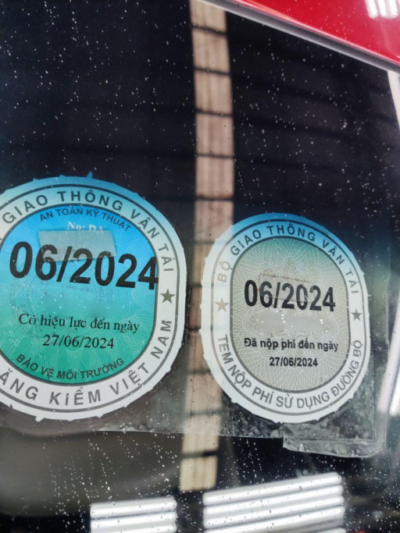 GIAO THÔNG VẬN TẢI
AN TOÀN KỸ THUẬT
06/2024
Có hiệu lực đến ngày
27/06/2024
BẢO VỆ MÔI TRƯỜNG
ĐĂNG KIỂM VIỆT NAM
BỘ GIAO THÔNG VẬN TẢI
06/2024
Đã nộp phí đến ngày
27/06/2024
TEM NỘP PHÍ SỬ DỤNG ĐƯỜNG BỘ